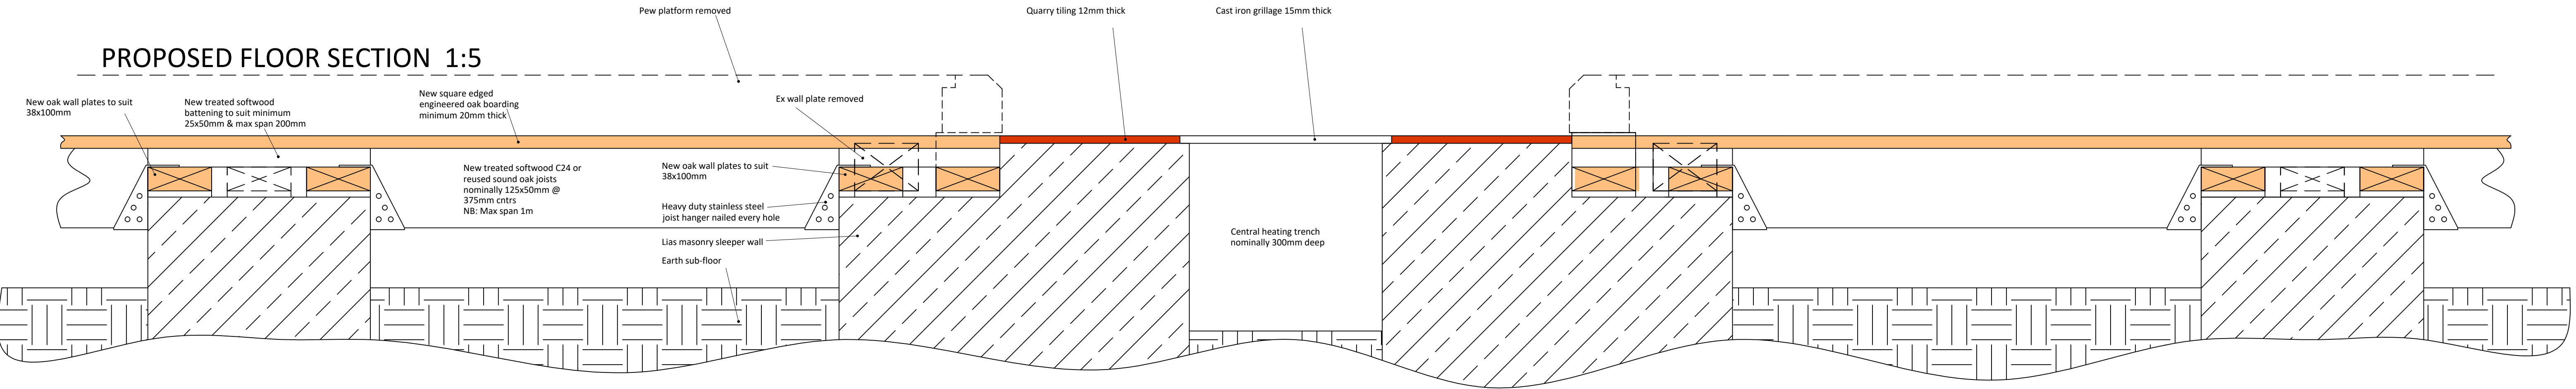 Pew platform removed
Quarry tiling 12mm thick
Cast iron grillage 15mm thick
PROPOSED FLOOR SECTION 1:5
New oak wall plates to suit
38x100mm
New treated softwood
battening to suit minimum
25x50mm & max span 200mm
New square edged
engineered oak boarding
minimum 20mm thick
Ex wall plate removed
New treated softwood C24 or
reused sound oak joists
nominally 125x50mm @
375mm cntrs
NB: Max span 1m
New oak wall plates to suit
38x100mm
Heavy duty stainless steel
joist hanger nailed every hole
Lias masonry sleeper wall
Earth sub-floor
Central heating trench
nominally 300mm deep